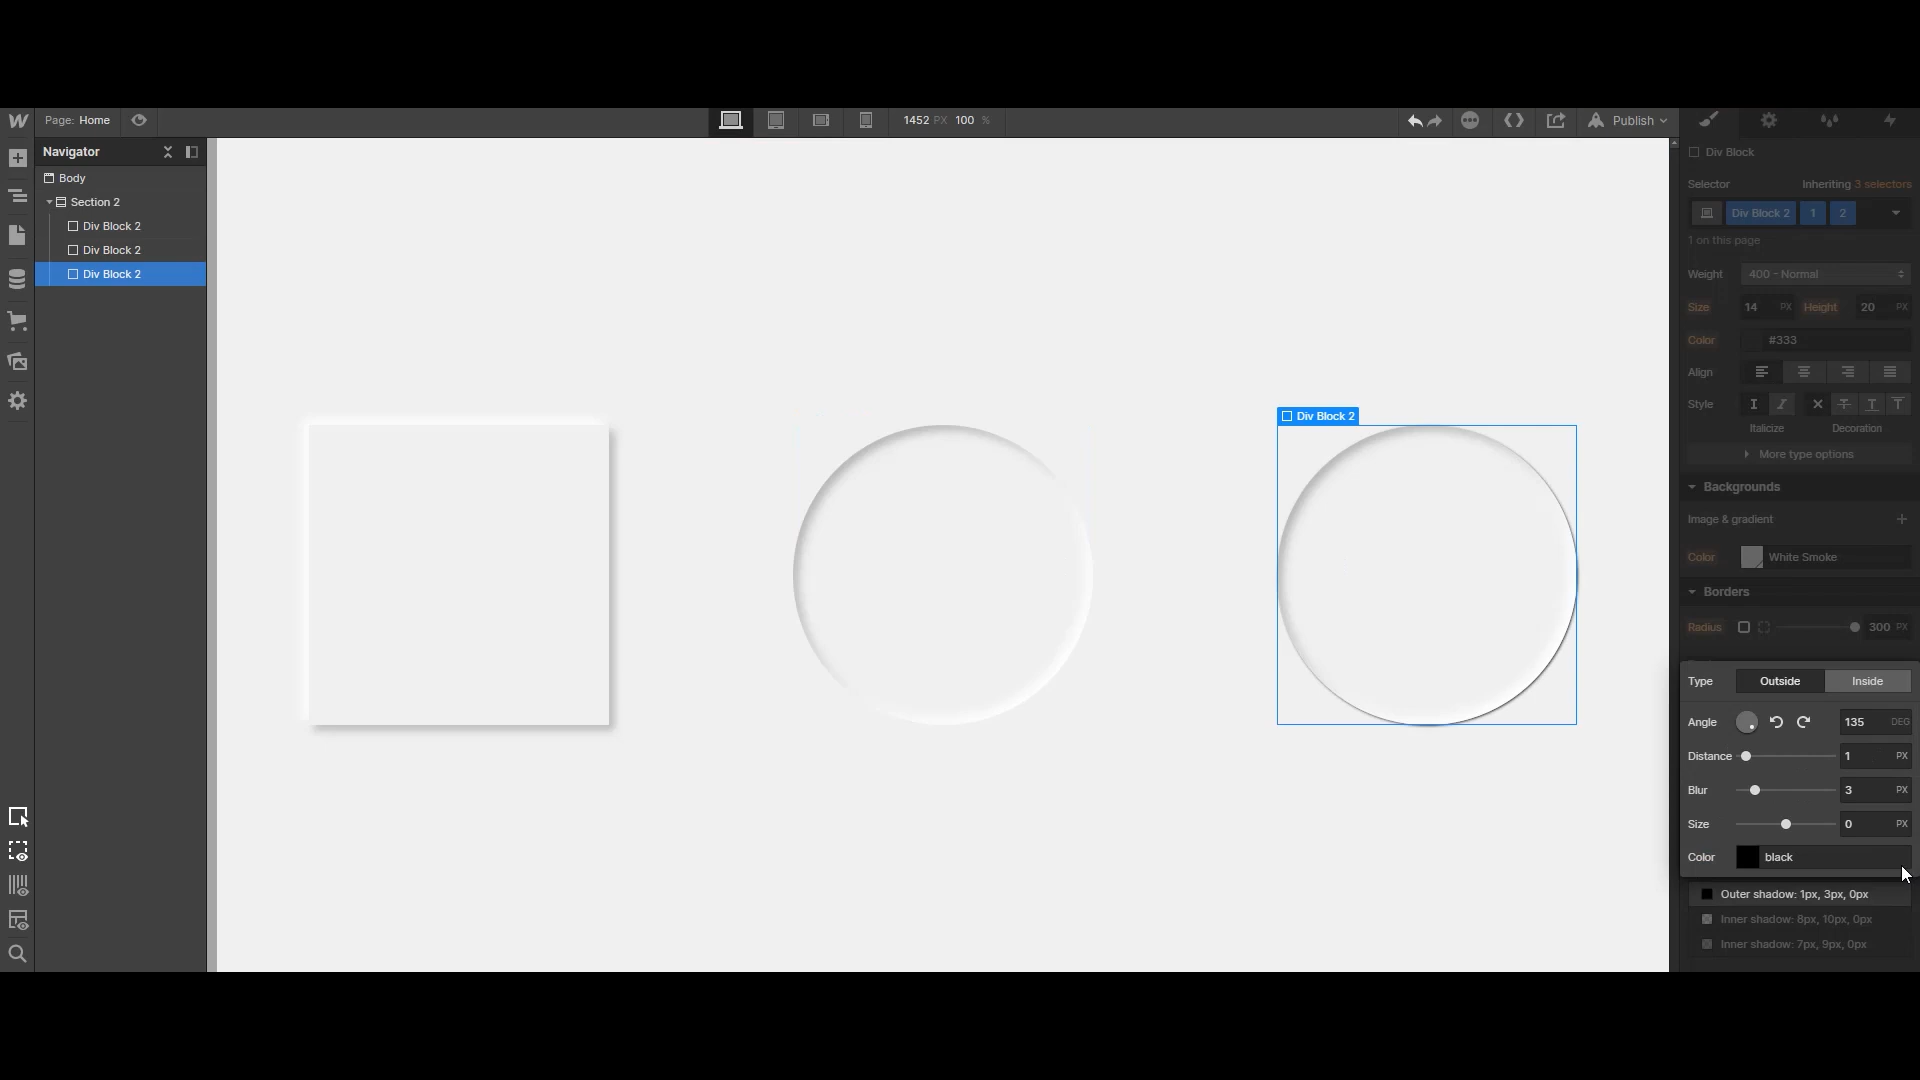 Page: Home
1452 PX 100 %
Publish
Navigator
Body
Section 2
Div Block 2
Div Block 2
Div Block 2
Div Block 2
Div Block
Selector Inheriting 3 selectors
Div Block 2 1 2
1 on this page
Weight 400 - Normal
Size 14 PX Height 20 PX
Color #333
Align
Style
Italicize Decoration
More type options
Backgrounds
Image & gradient
Color White Smoke
Borders
Radius 300 PX
Type Outside Inside
Angle 135 DEG
Distance 1 PX
Blur 3 PX
Size 0 PX
Color black
Outer shadow: 1px, 3px, 0px
Inner shadow: 8px, 10px, 0px
Inner shadow: 7px, 9px, 0px